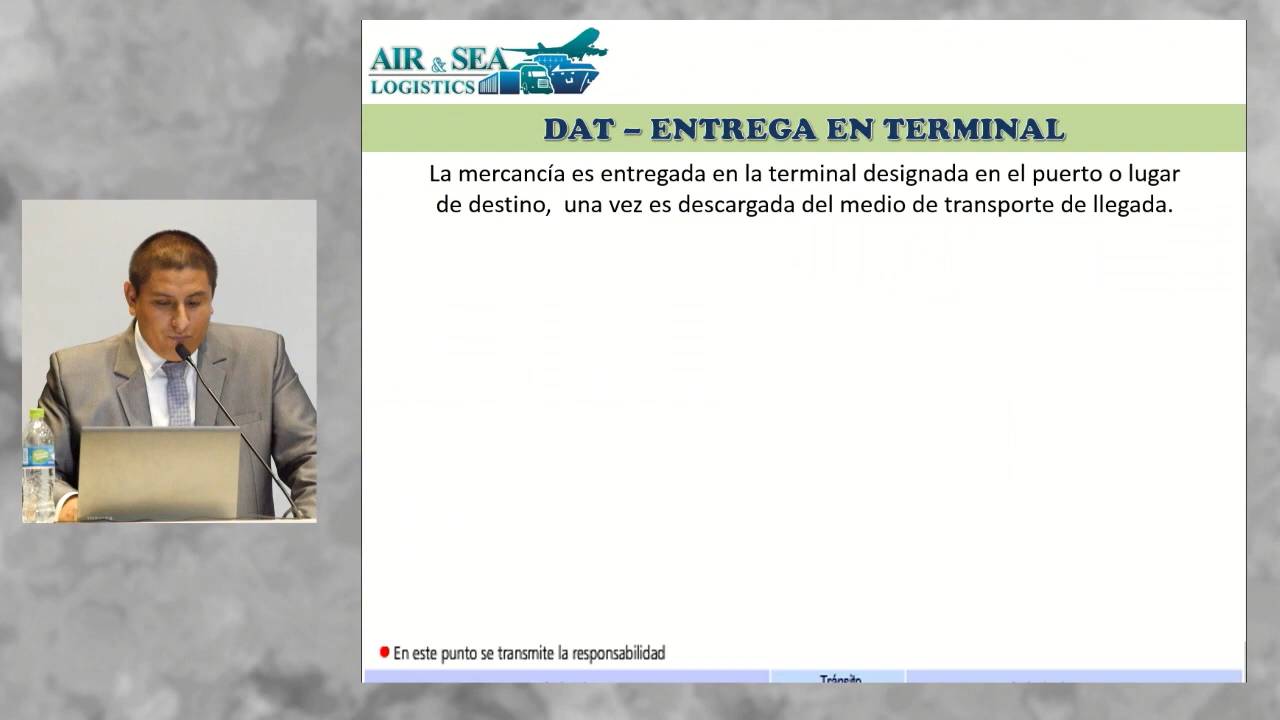 AIR & SEA
LOGISTICS
DAT – ENTREGA EN TERMINAL
La mercancía es entregada en la terminal designada en el puerto o lugar
de destino, una vez es descargada del medio de transporte de llegada.
En este punto se transmite la responsabilidad
Tránsito